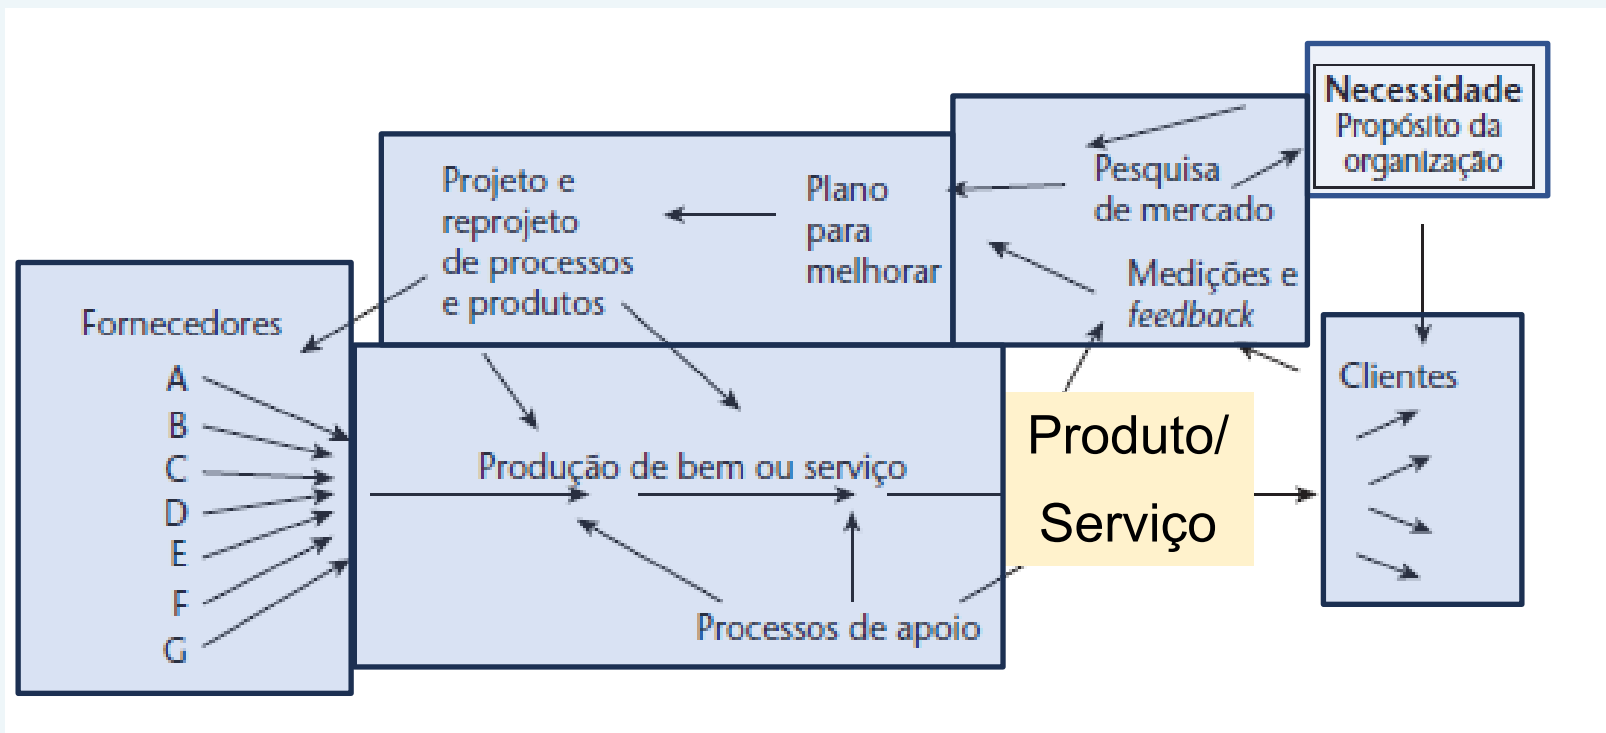 Necessidade
Propósito da
organização
Pesquisa
de mercado
Medições e
feedback
Plano
para
melhorar
Projeto e
reprojeto
de processos
e produtos
Fornecedores
A
B
C
D
E
F
G
Produção de bem ou serviço
Processos de apoio
Produto/
Serviço
Clientes